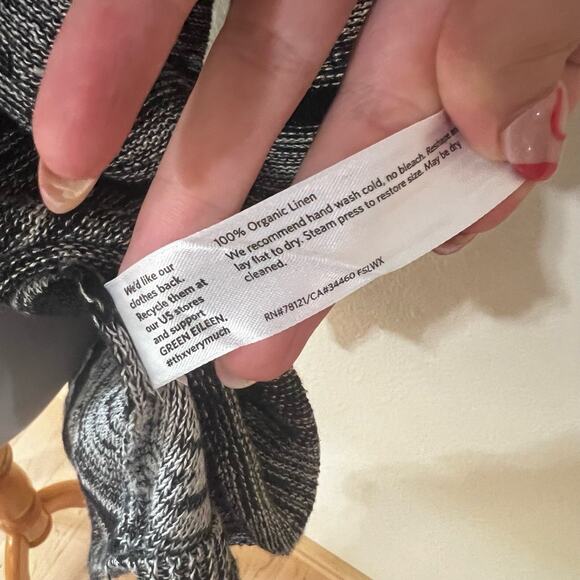 We'd like our
clothes back.
Recycle them at
our US stores
and support
GREEN EILEEN.
#thxverymuch
100% Organic Linen
We recommend hand wash cold, no bleach. Reshape
lay flat to dry. Steam press to restore size. May be dry
cleaned.
RN#78121/CA#34460 FSLWX